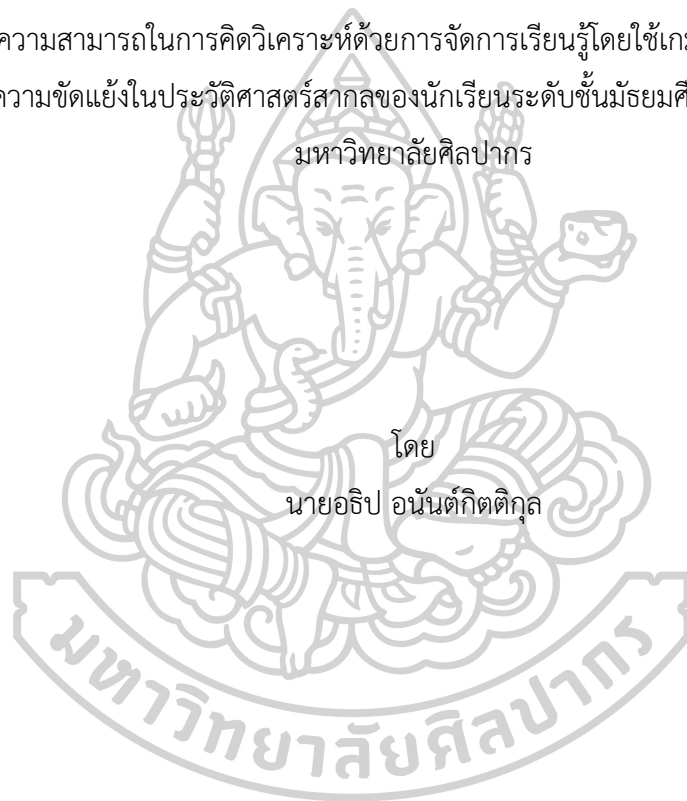 ความสามารถในการคิดวิเคราะห์ด้วยการจัดการเรียนรู้โดยใช้เกม
ความขัดแย้งในประวัติศาสตร์สากลของนักเรียนระดับชั้นมัธยมศึ
มหาวิทยาลัยศิลปากร
โดย
นายอธิป อนันต์กิตติกุล
มหาวิทยาลัยศิลปากร